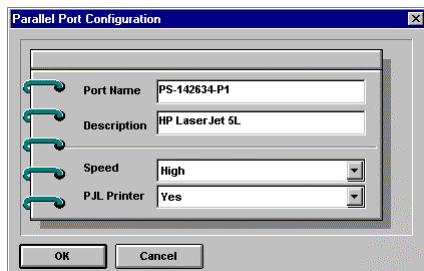 Parallel Port Configuration
Port Name PS-142634-P1
Description HP LaserJet 5L
Speed High
PJL Printer Yes
OK Cancel